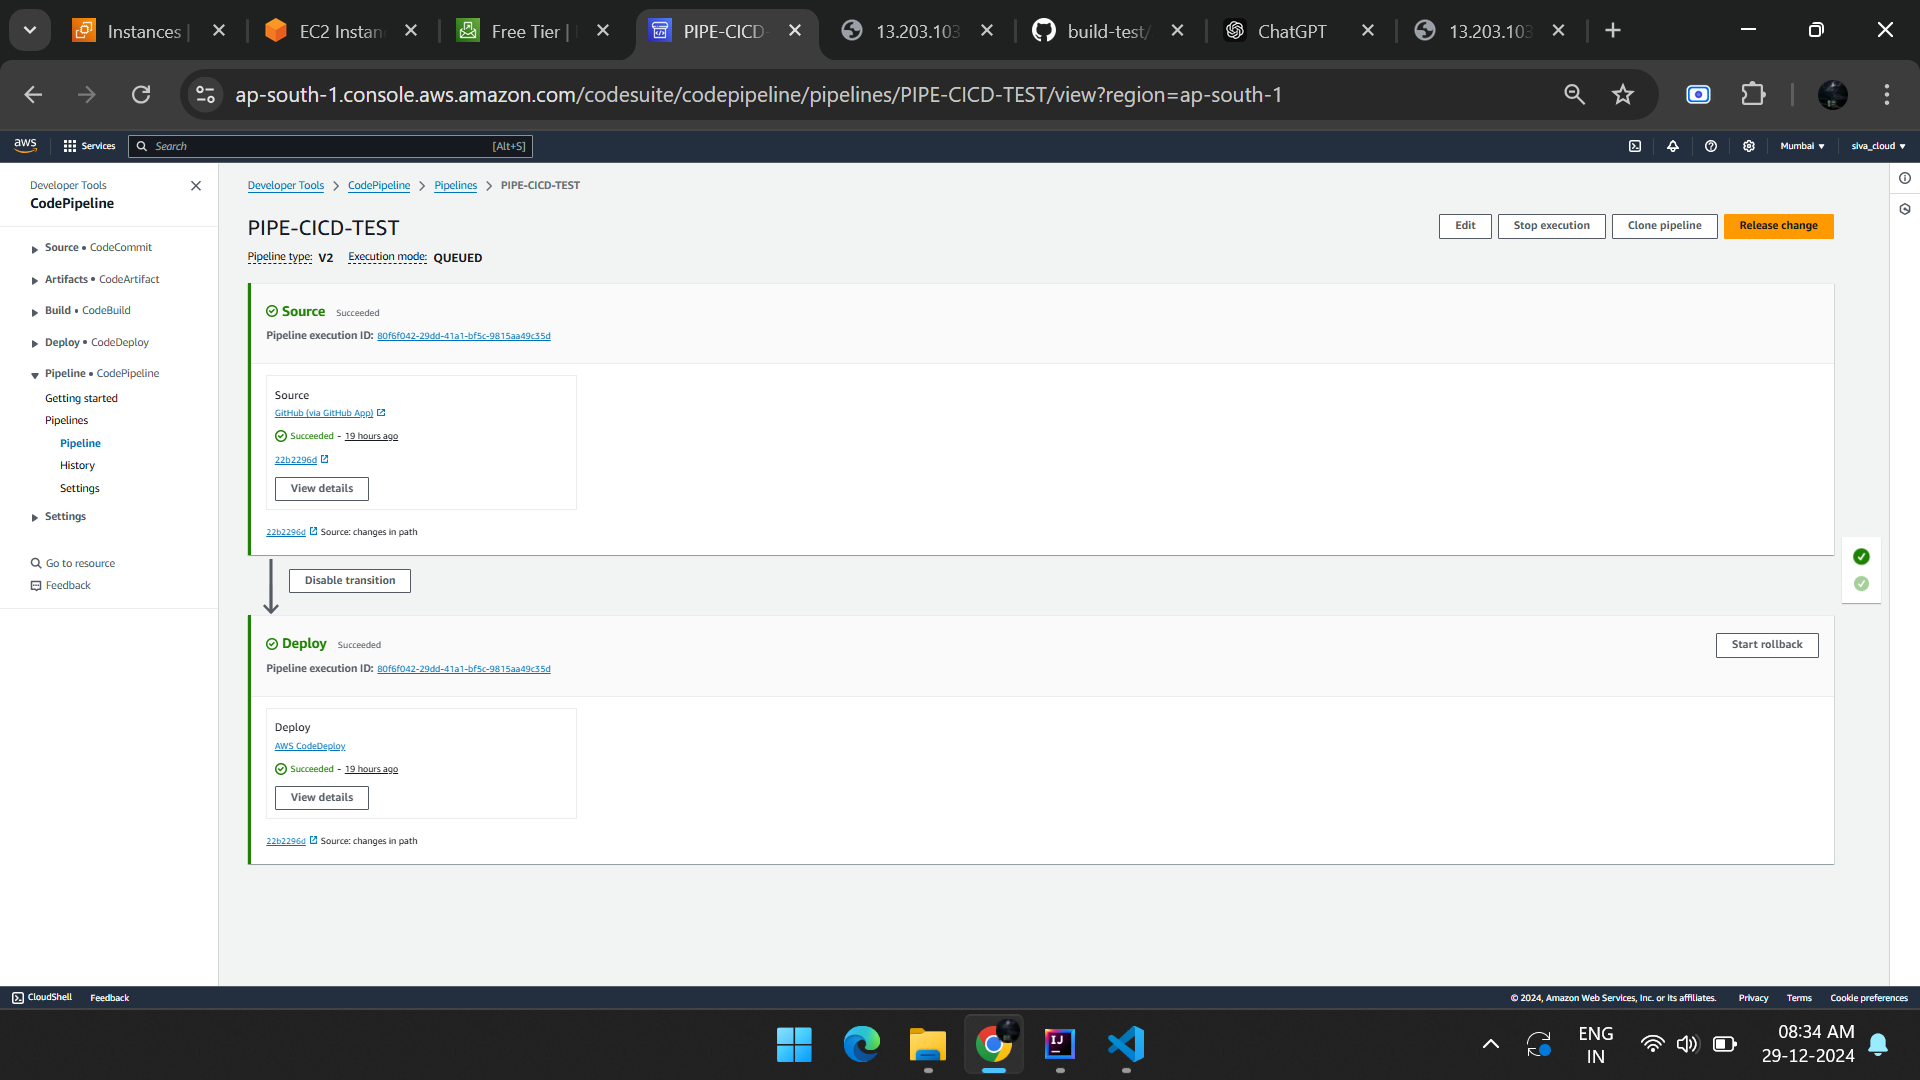 Instances |
EC2 Instan
Free Tier |
PIPE-CICD-
13.203.103
build-test/
ChatGPT
13.203.103
ap-south-1.console.aws.amazon.com/codesuite/codepipeline/pipelines/PIPE-CICD-TEST/view?region=ap-south-1
aws
Services
Search
[Alt+S]
Mumbai
siva_cloud
Developer Tools
CodePipeline
Source • CodeCommit
Artifacts • CodeArtifact
Build • CodeBuild
Deploy • CodeDeploy
Pipeline • CodePipeline
Getting started
Pipelines
Pipeline
History
Settings
Settings
Go to resource
Feedback
Developer Tools > CodePipeline > Pipelines > PIPE-CICD-TEST
PIPE-CICD-TEST
Edit
Stop execution
Clone pipeline
Release change
Pipeline type: V2 Execution mode: QUEUED
Source Succeeded
Pipeline execution ID: 80f6f042-29dd-41a1-bf5c-9815aa49c35d
Source
GitHub (via GitHub App)
Succeeded - 19 hours ago
22b2296d
View details
22b2296d Source: changes in path
Disable transition
Deploy Succeeded
Start rollback
Pipeline execution ID: 80f6f042-29dd-41a1-bf5c-9815aa49c35d
Deploy
AWS CodeDeploy
Succeeded - 19 hours ago
View details
22b2296d Source: changes in path
CloudShell
Feedback
© 2024, Amazon Web Services, Inc. or its affiliates.
Privacy
Terms
Cookie preferences
IJ
ENG
IN
08:34 AM
29-12-2024